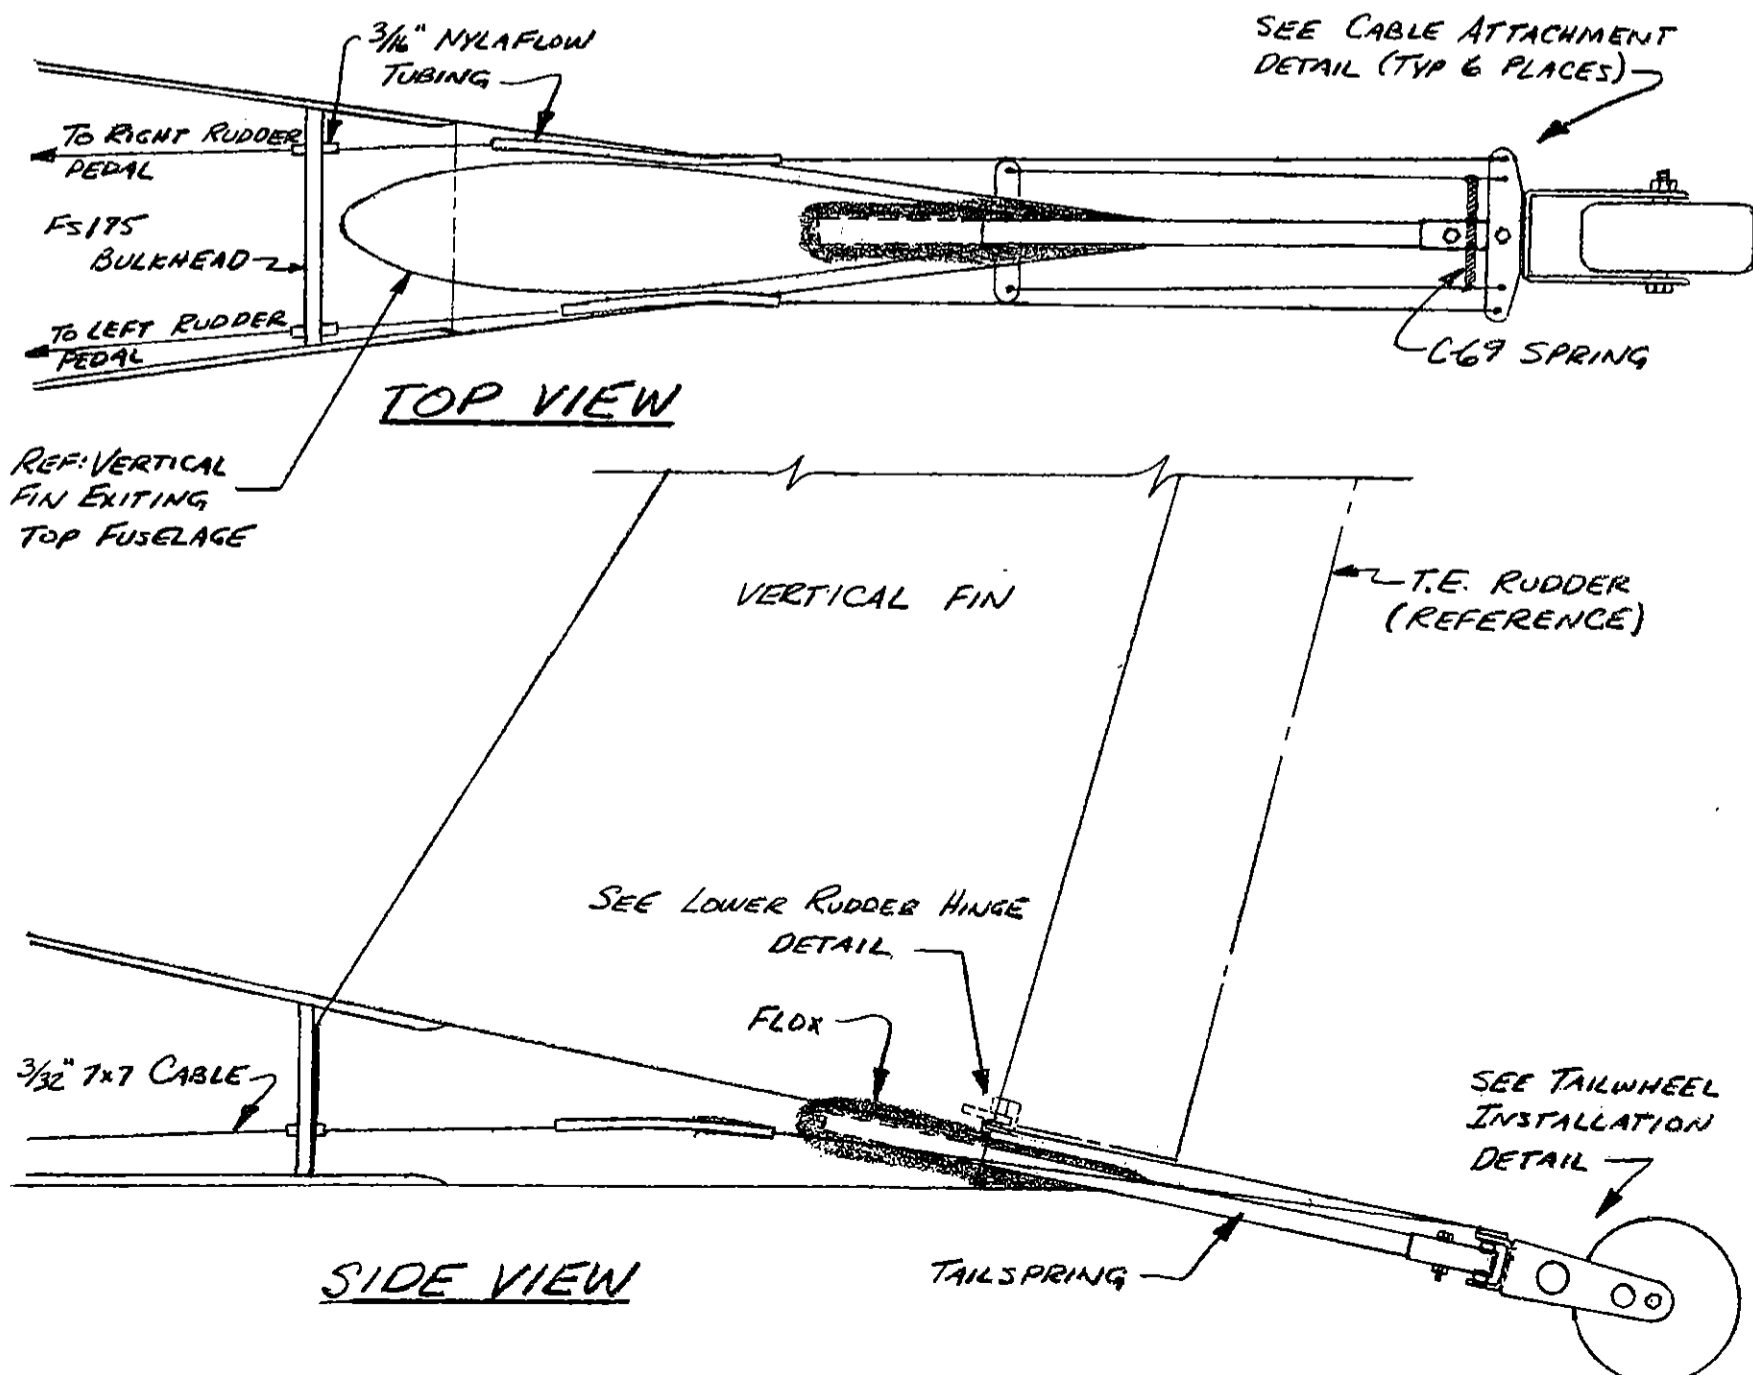 3/16" NYLAFLOW
TUBING
SEE CABLE ATTACHMENT
DETAIL (TYP 6 PLACES)
TO RIGHT RUDDER
PEDAL
FS195
BULKHEAD
TO LEFT RUDDER
PEDAL
C-69 SPRING
TOP VIEW
REF: VERTICAL
FIN EXITING
TOP FUSELAGE
VERTICAL FIN
T.E. RUDDER
(REFERENCE)
SEE LOWER RUDDER HINGE
DETAIL
FLOX
3/32" 7x7 CABLE
SEE TAILWHEEL
INSTALLATION
DETAIL
TAILSPRING
SIDE VIEW